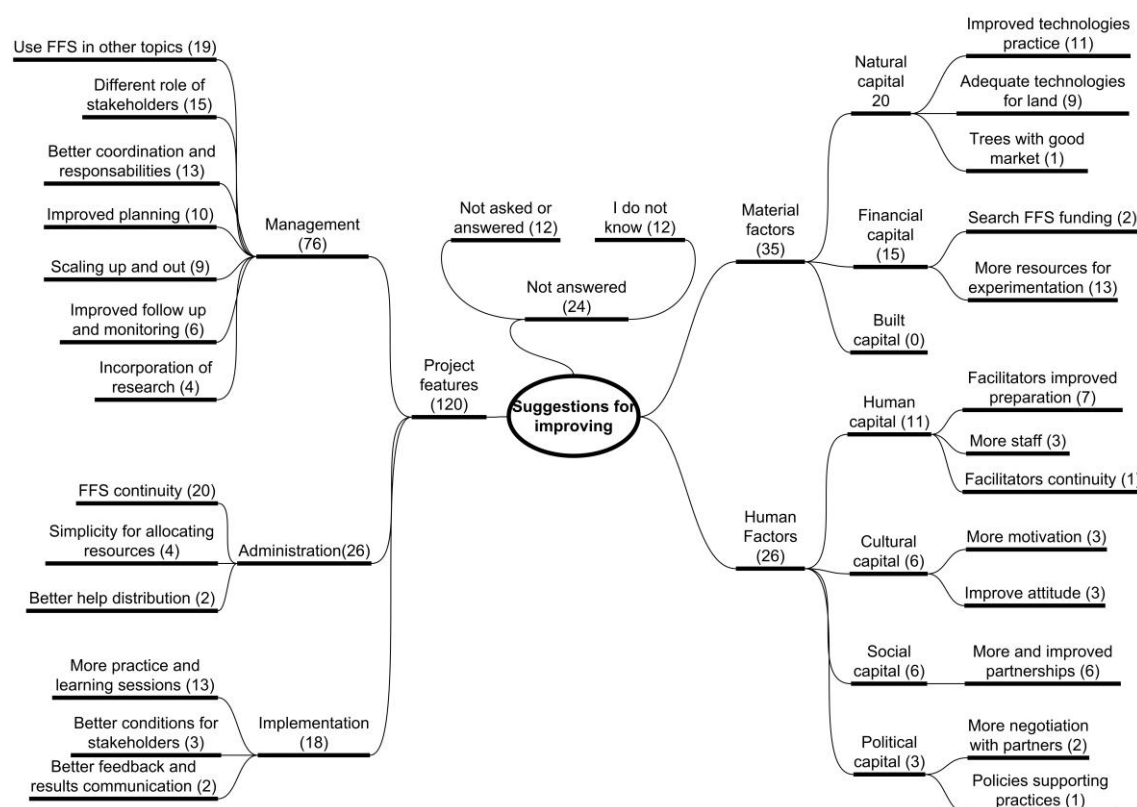 Use FFS in other topics (19)
Different role of
stakeholders (15)
Better coordination and
responsabilities (13)
Improved planning (10)
Scaling up and out (9)
Improved follow up
and monitoring (6)
Incorporation of
research (4)
Management
(76)
FFS continuity (20)
Simplicity for allocating
resources (4)
Better help distribution (2)
Administration(26)
More practice and
learning sessions (13)
Better conditions for
stakeholders (3)
Better feedback and
results communication (2)
Implementation
(18)
Project
features
(120)
Not asked or
answered (12)
I do not
know (12)
Not answered
(24)
Suggestions for
improving
Material
factors
(35)
Natural
capital
20
Improved technologies
practice (11)
Adequate technologies
for land (9)
Trees with good
market (1)
Financial
capital
(15)
Search FFS funding (2)
More resources for
experimentation (13)
Built
capital (0)
Human
Factors
(26)
Human
capital (11)
Facilitators improved
preparation (7)
More staff (3)
Facilitators continuity (1)
Cultural
capital (6)
More motivation (3)
Improve attitude (3)
Social
capital (6)
More and improved
partnerships (6)
Political
capital (3)
More negotiation
with partners (2)
Policies supporting
practices (1)